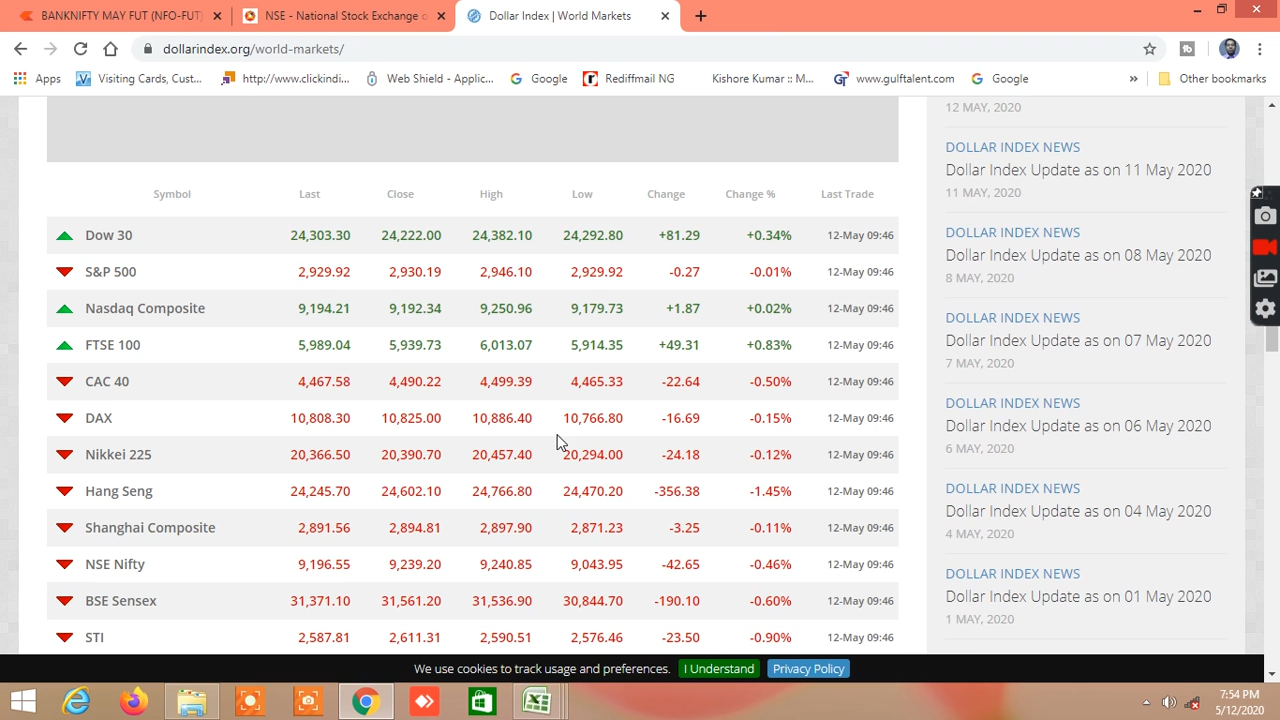 BANKNIFTY MAY FUT (NFO-FUT)
NSE - National Stock Exchange o
Dollar Index | World Markets
dollarindex.org/world-markets/
Apps
Visiting Cards, Cust...
http://www.clickindi...
Web Shield - Applic...
Google
Rediffmail NG
Kishore Kumar :: M...
www.gulftalent.com
Google
»
Other bookmarks
Symbol Last Close High Low Change Change % Last Trade
Dow 30 24,303.30 24,222.00 24,382.10 24,292.80 +81.29 +0.34% 12-May 09:46
S&P 500 2,929.92 2,930.19 2,946.10 2,929.92 -0.27 -0.01% 12-May 09:46
Nasdaq Composite 9,194.21 9,192.34 9,250.96 9,179.73 +1.87 +0.02% 12-May 09:46
FTSE 100 5,989.04 5,939.73 6,013.07 5,914.35 +49.31 +0.83% 12-May 09:46
CAC 40 4,467.58 4,490.22 4,499.39 4,465.33 -22.64 -0.50% 12-May 09:46
DAX 10,808.30 10,825.00 10,886.40 10,766.80 -16.69 -0.15% 12-May 09:46
Nikkei 225 20,366.50 20,390.70 20,457.40 20,294.00 -24.18 -0.12% 12-May 09:46
Hang Seng 24,245.70 24,602.10 24,766.80 24,470.20 -356.38 -1.45% 12-May 09:46
Shanghai Composite 2,891.56 2,894.81 2,897.90 2,871.23 -3.25 -0.11% 12-May 09:46
NSE Nifty 9,196.55 9,239.20 9,240.85 9,043.95 -42.65 -0.46% 12-May 09:46
BSE Sensex 31,371.10 31,561.20 31,536.90 30,844.70 -190.10 -0.60% 12-May 09:46
STI 2,587.81 2,611.31 2,590.51 2,576.46 -23.50 -0.90% 12-May 09:46
12 MAY, 2020
DOLLAR INDEX NEWS
Dollar Index Update as on 11 May 2020
11 MAY, 2020
DOLLAR INDEX NEWS
Dollar Index Update as on 08 May 2020
8 MAY, 2020
DOLLAR INDEX NEWS
Dollar Index Update as on 07 May 2020
7 MAY, 2020
DOLLAR INDEX NEWS
Dollar Index Update as on 06 May 2020
6 MAY, 2020
DOLLAR INDEX NEWS
Dollar Index Update as on 04 May 2020
4 MAY, 2020
DOLLAR INDEX NEWS
Dollar Index Update as on 01 May 2020
1 MAY, 2020
We use cookies to track usage and preferences. I Understand Privacy Policy
7:54 PM
5/12/2020